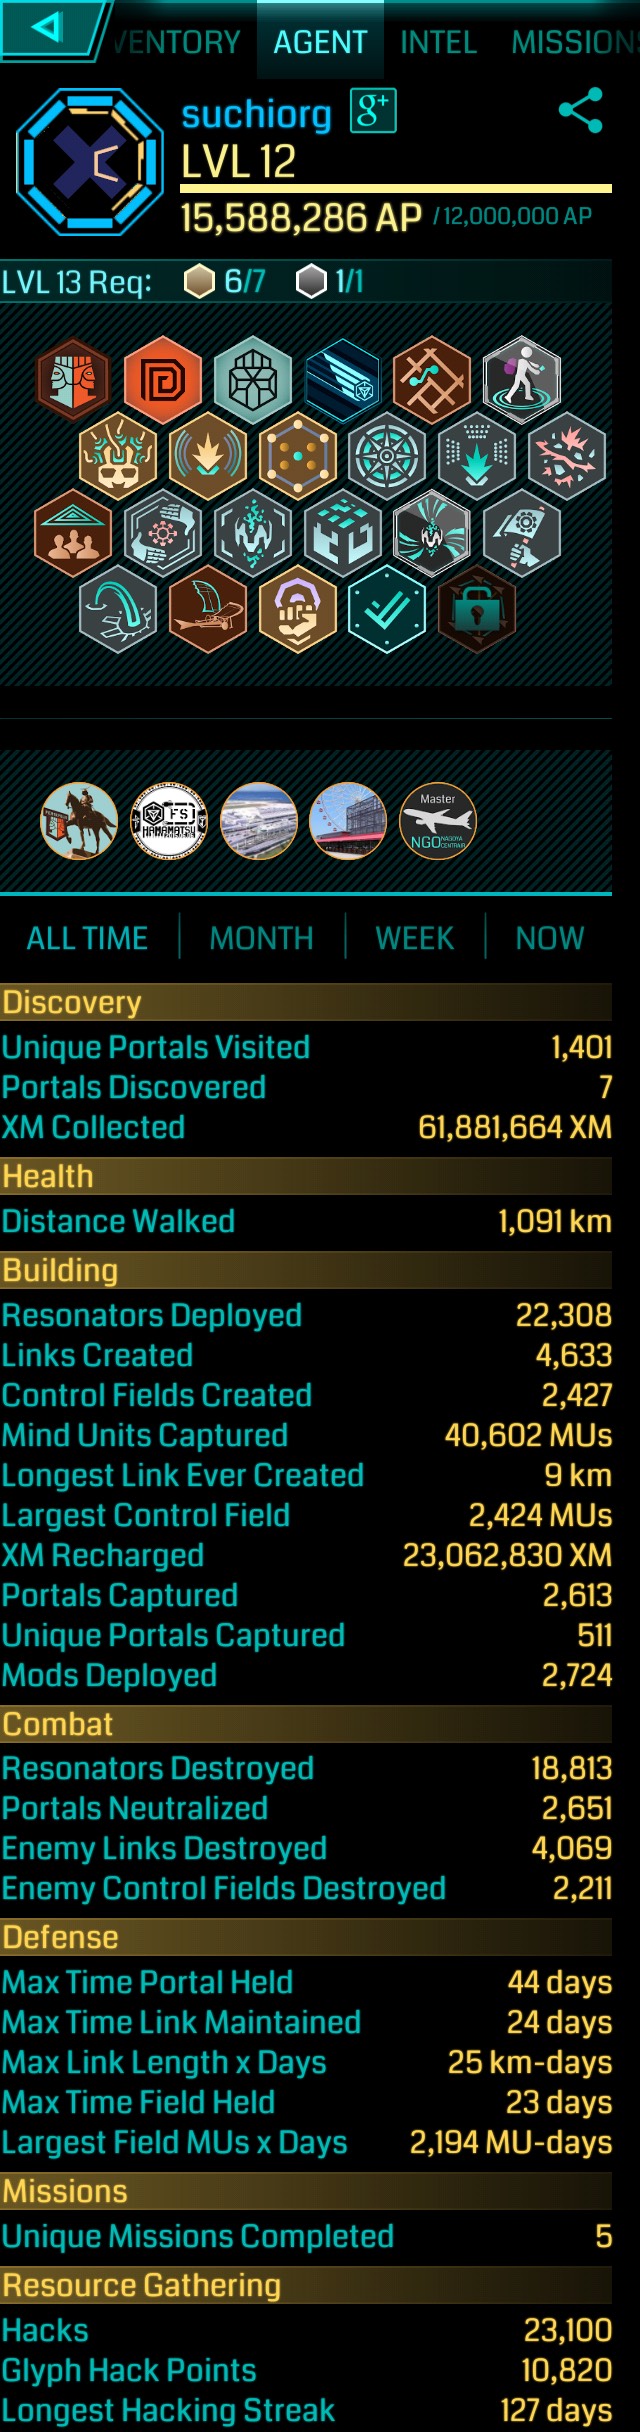 VENTORY AGENT INTEL MISSIONS
suchiorg g+
LVL 12
15,588,286 AP / 12,000,000 AP
LVL 13 Req: 6/7 1/1
FS
HAMAMATSU
Master
NGO NAGOYA
CENTRAIR
ALL TIME MONTH WEEK NOW
Discovery
Unique Portals Visited 1,401
Portals Discovered 7
XM Collected 61,881,664 XM
Health
Distance Walked 1,091 km
Building
Resonators Deployed 22,308
Links Created 4,633
Control Fields Created 2,427
Mind Units Captured 40,602 MUs
Longest Link Ever Created 9 km
Largest Control Field 2,424 MUs
XM Recharged 23,062,830 XM
Portals Captured 2,613
Unique Portals Captured 511
Mods Deployed 2,724
Combat
Resonators Destroyed 18,813
Portals Neutralized 2,651
Enemy Links Destroyed 4,069
Enemy Control Fields Destroyed 2,211
Defense
Max Time Portal Held 44 days
Max Time Link Maintained 24 days
Max Link Length x Days 25 km-days
Max Time Field Held 23 days
Largest Field MUs x Days 2,194 MU-days
Missions
Unique Missions Completed 5
Resource Gathering
Hacks 23,100
Glyph Hack Points 10,820
Longest Hacking Streak 127 days